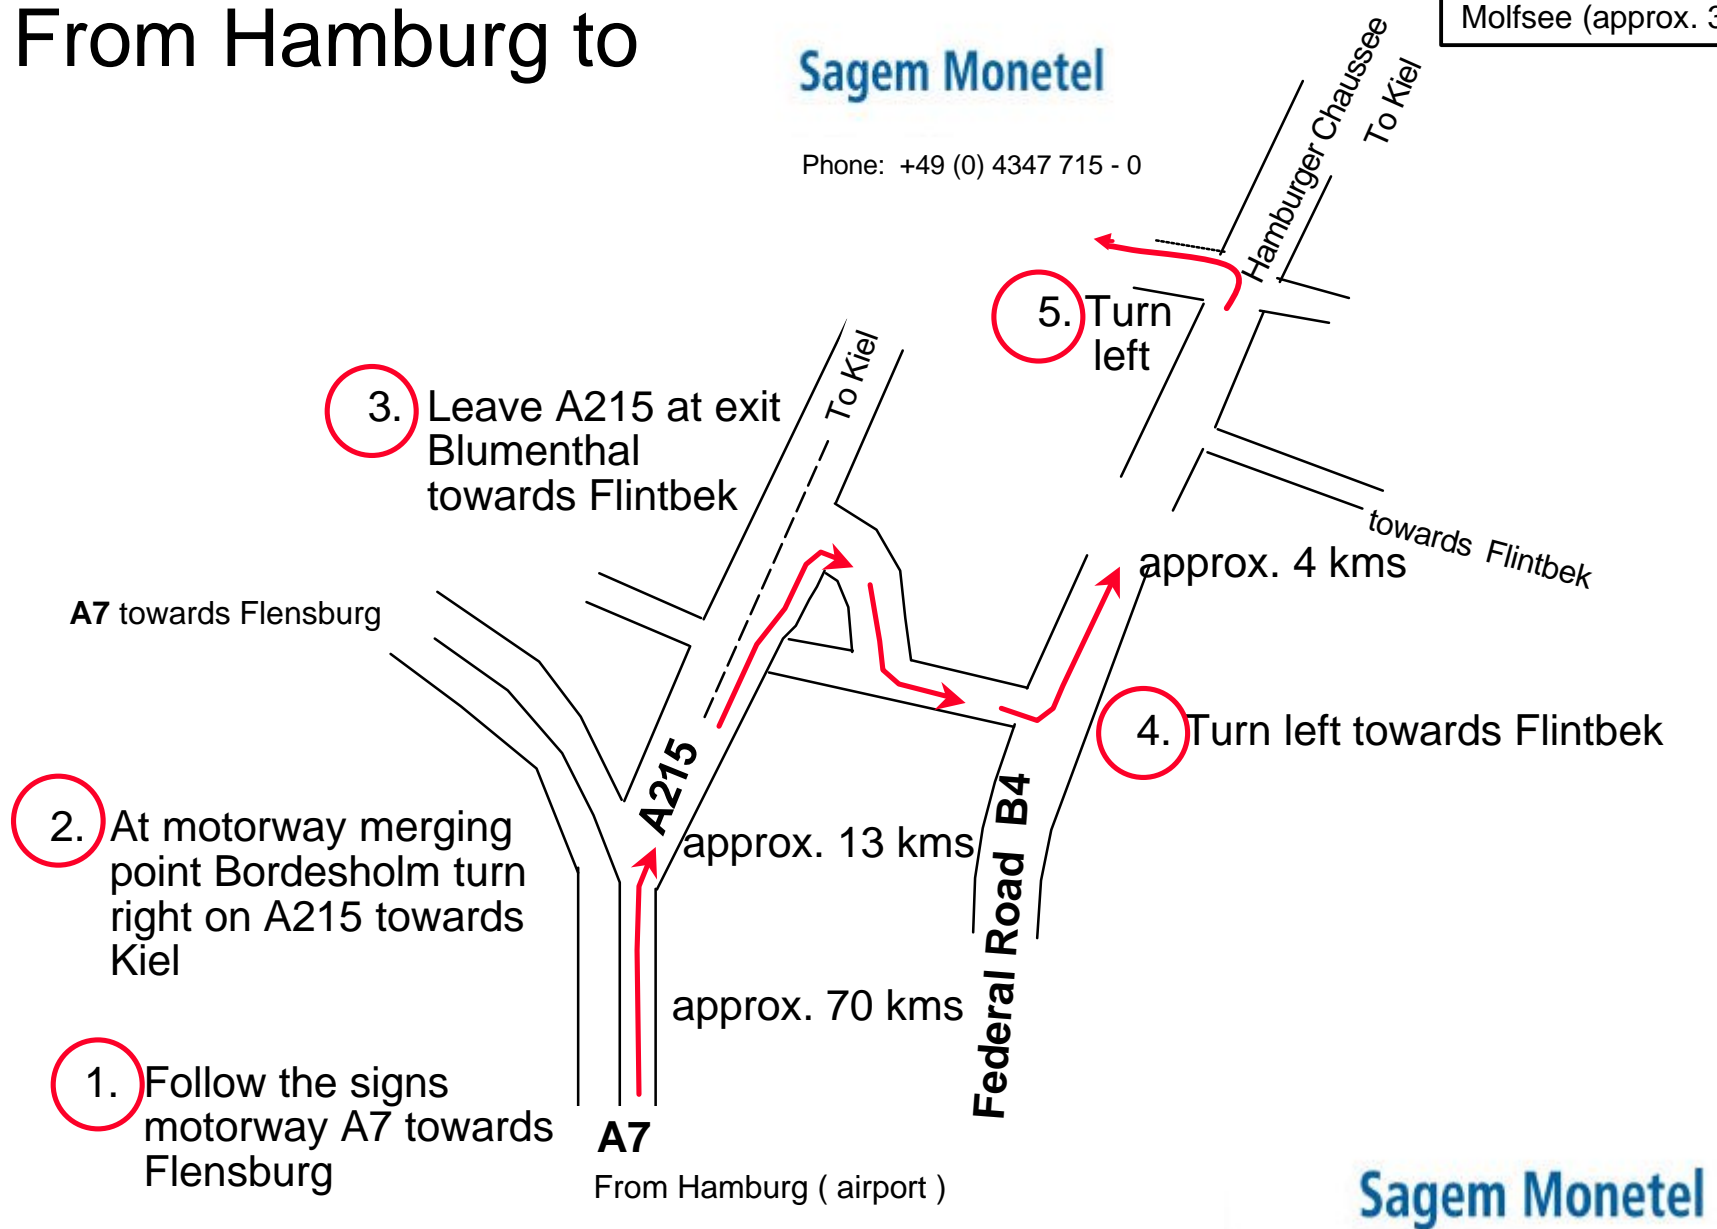 From Hamburg to
Sagem Monetel
Phone: +49 (0) 4347 715 - 0
Molfsee (approx. 3
Hamburger Chaussee
To Kiel
5. Turn
left
To Kiel
3. Leave A215 at exit
Blumenthal
towards Flintbek
towards Flintbek
approx. 4 kms
A7 towards Flensburg
4. Turn left towards Flintbek
A215
2. At motorway merging
point Bordesholm turn
right on A215 towards
Kiel
approx. 13 kms
Federal Road B4
approx. 70 kms
1. Follow the signs
motorway A7 towards
Flensburg
A7
From Hamburg ( airport )
Sagem Monetel